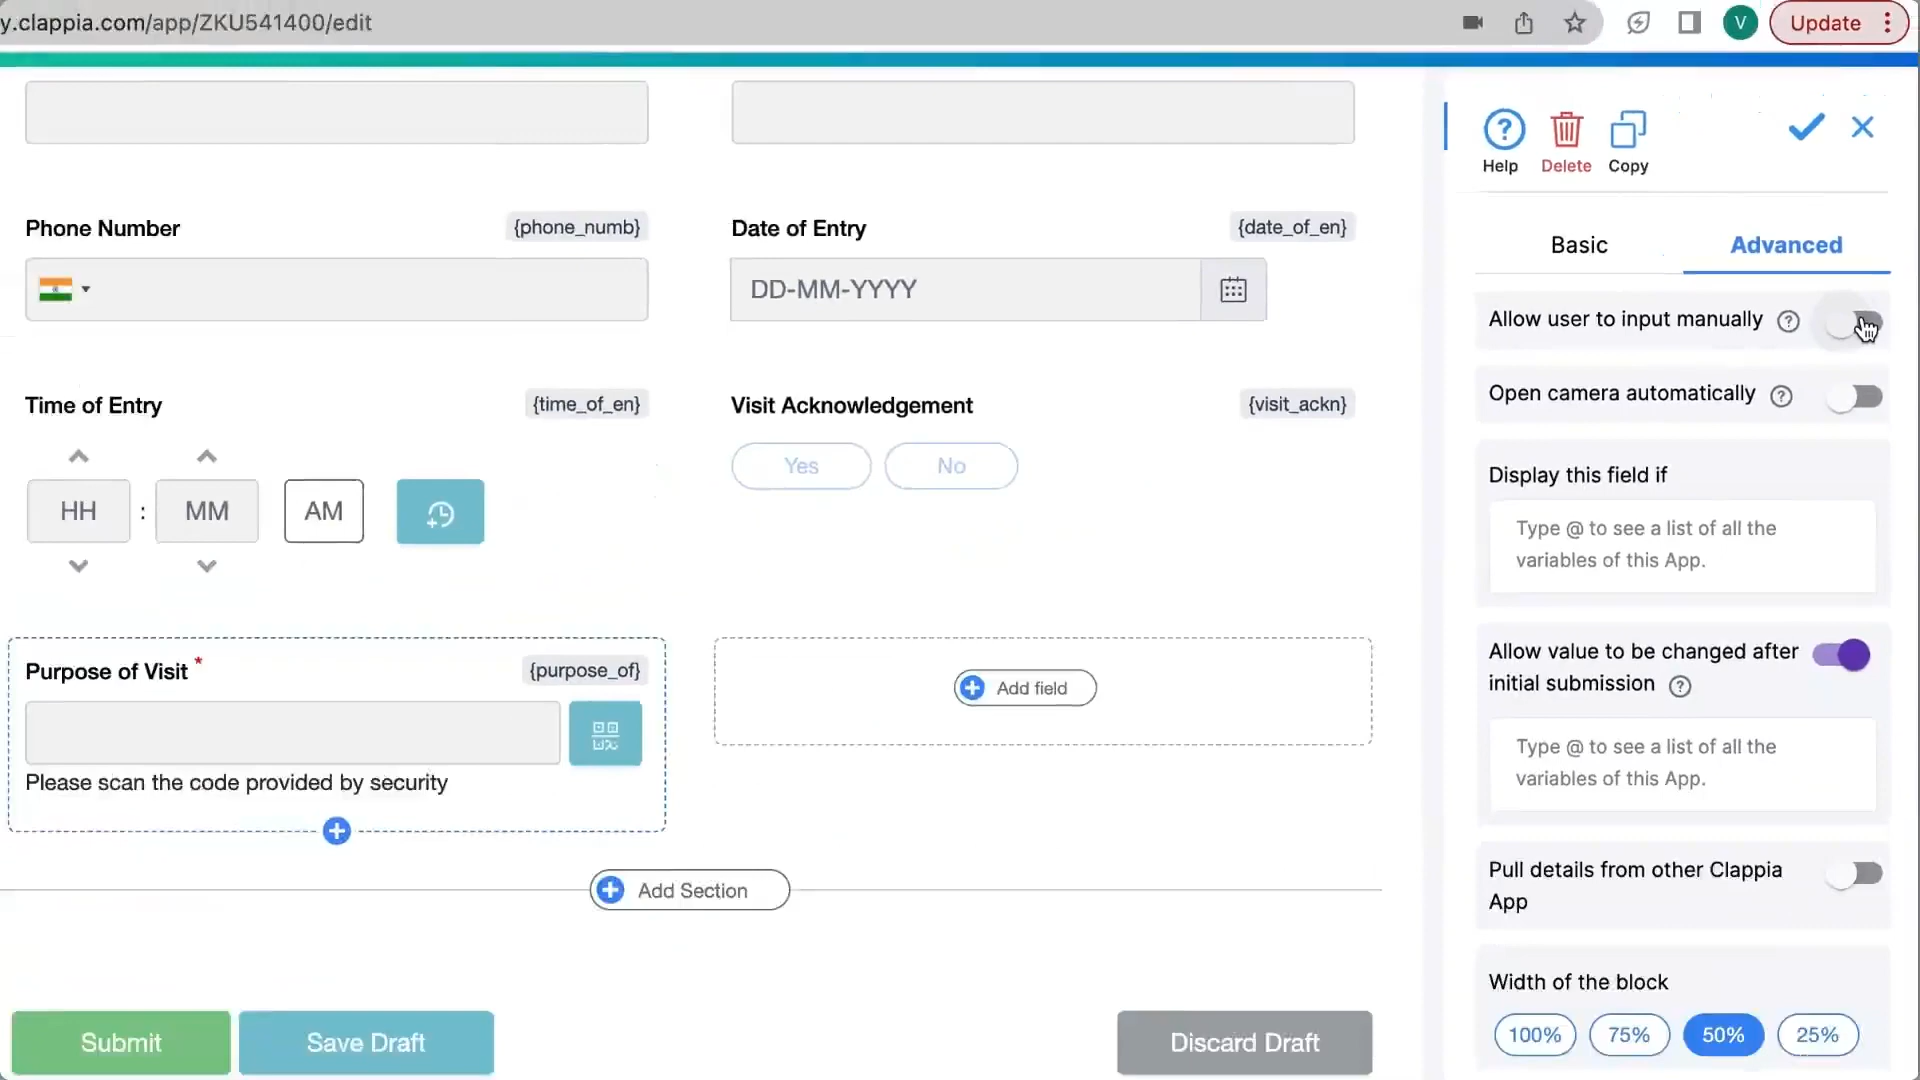 y.clappia.com/app/ZKU541400/edit
V
Update
Help
Delete
Copy
Basic
Advanced
Phone Number
{phone_numb}
Date of Entry
{date_of_en}
DD-MM-YYYY
Allow user to input manually
Open camera automatically
Time of Entry
{time_of_en}
Visit Acknowledgement
{visit_ackn}
Yes
No
HH
:
MM
AM
Display this field if
Type @ to see a list of all the
variables of this App.
Purpose of Visit *
{purpose_of}
Add field
Please scan the code provided by security
Allow value to be changed after
initial submission
Type @ to see a list of all the
variables of this App.
Add Section
Pull details from other Clappia
App
Width of the block
100%
75%
50%
25%
Submit
Save Draft
Discard Draft